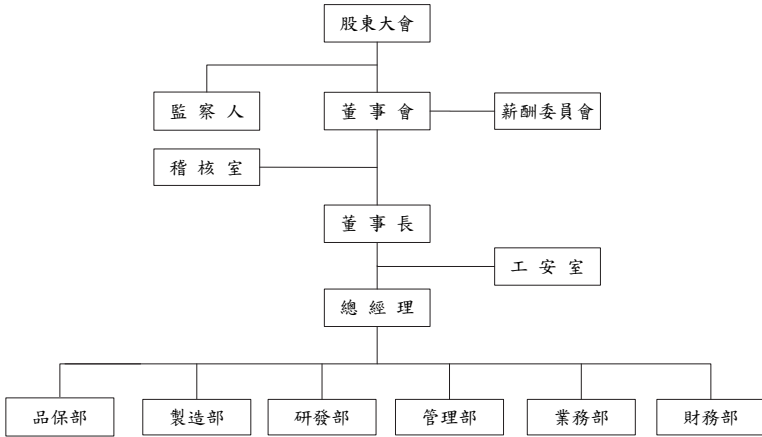 股東大會
監察人
董事會
薪酬委員會
稽核室
董事長
工安室
總經理
品保部
製造部
研發部
管理部
業務部
財務部